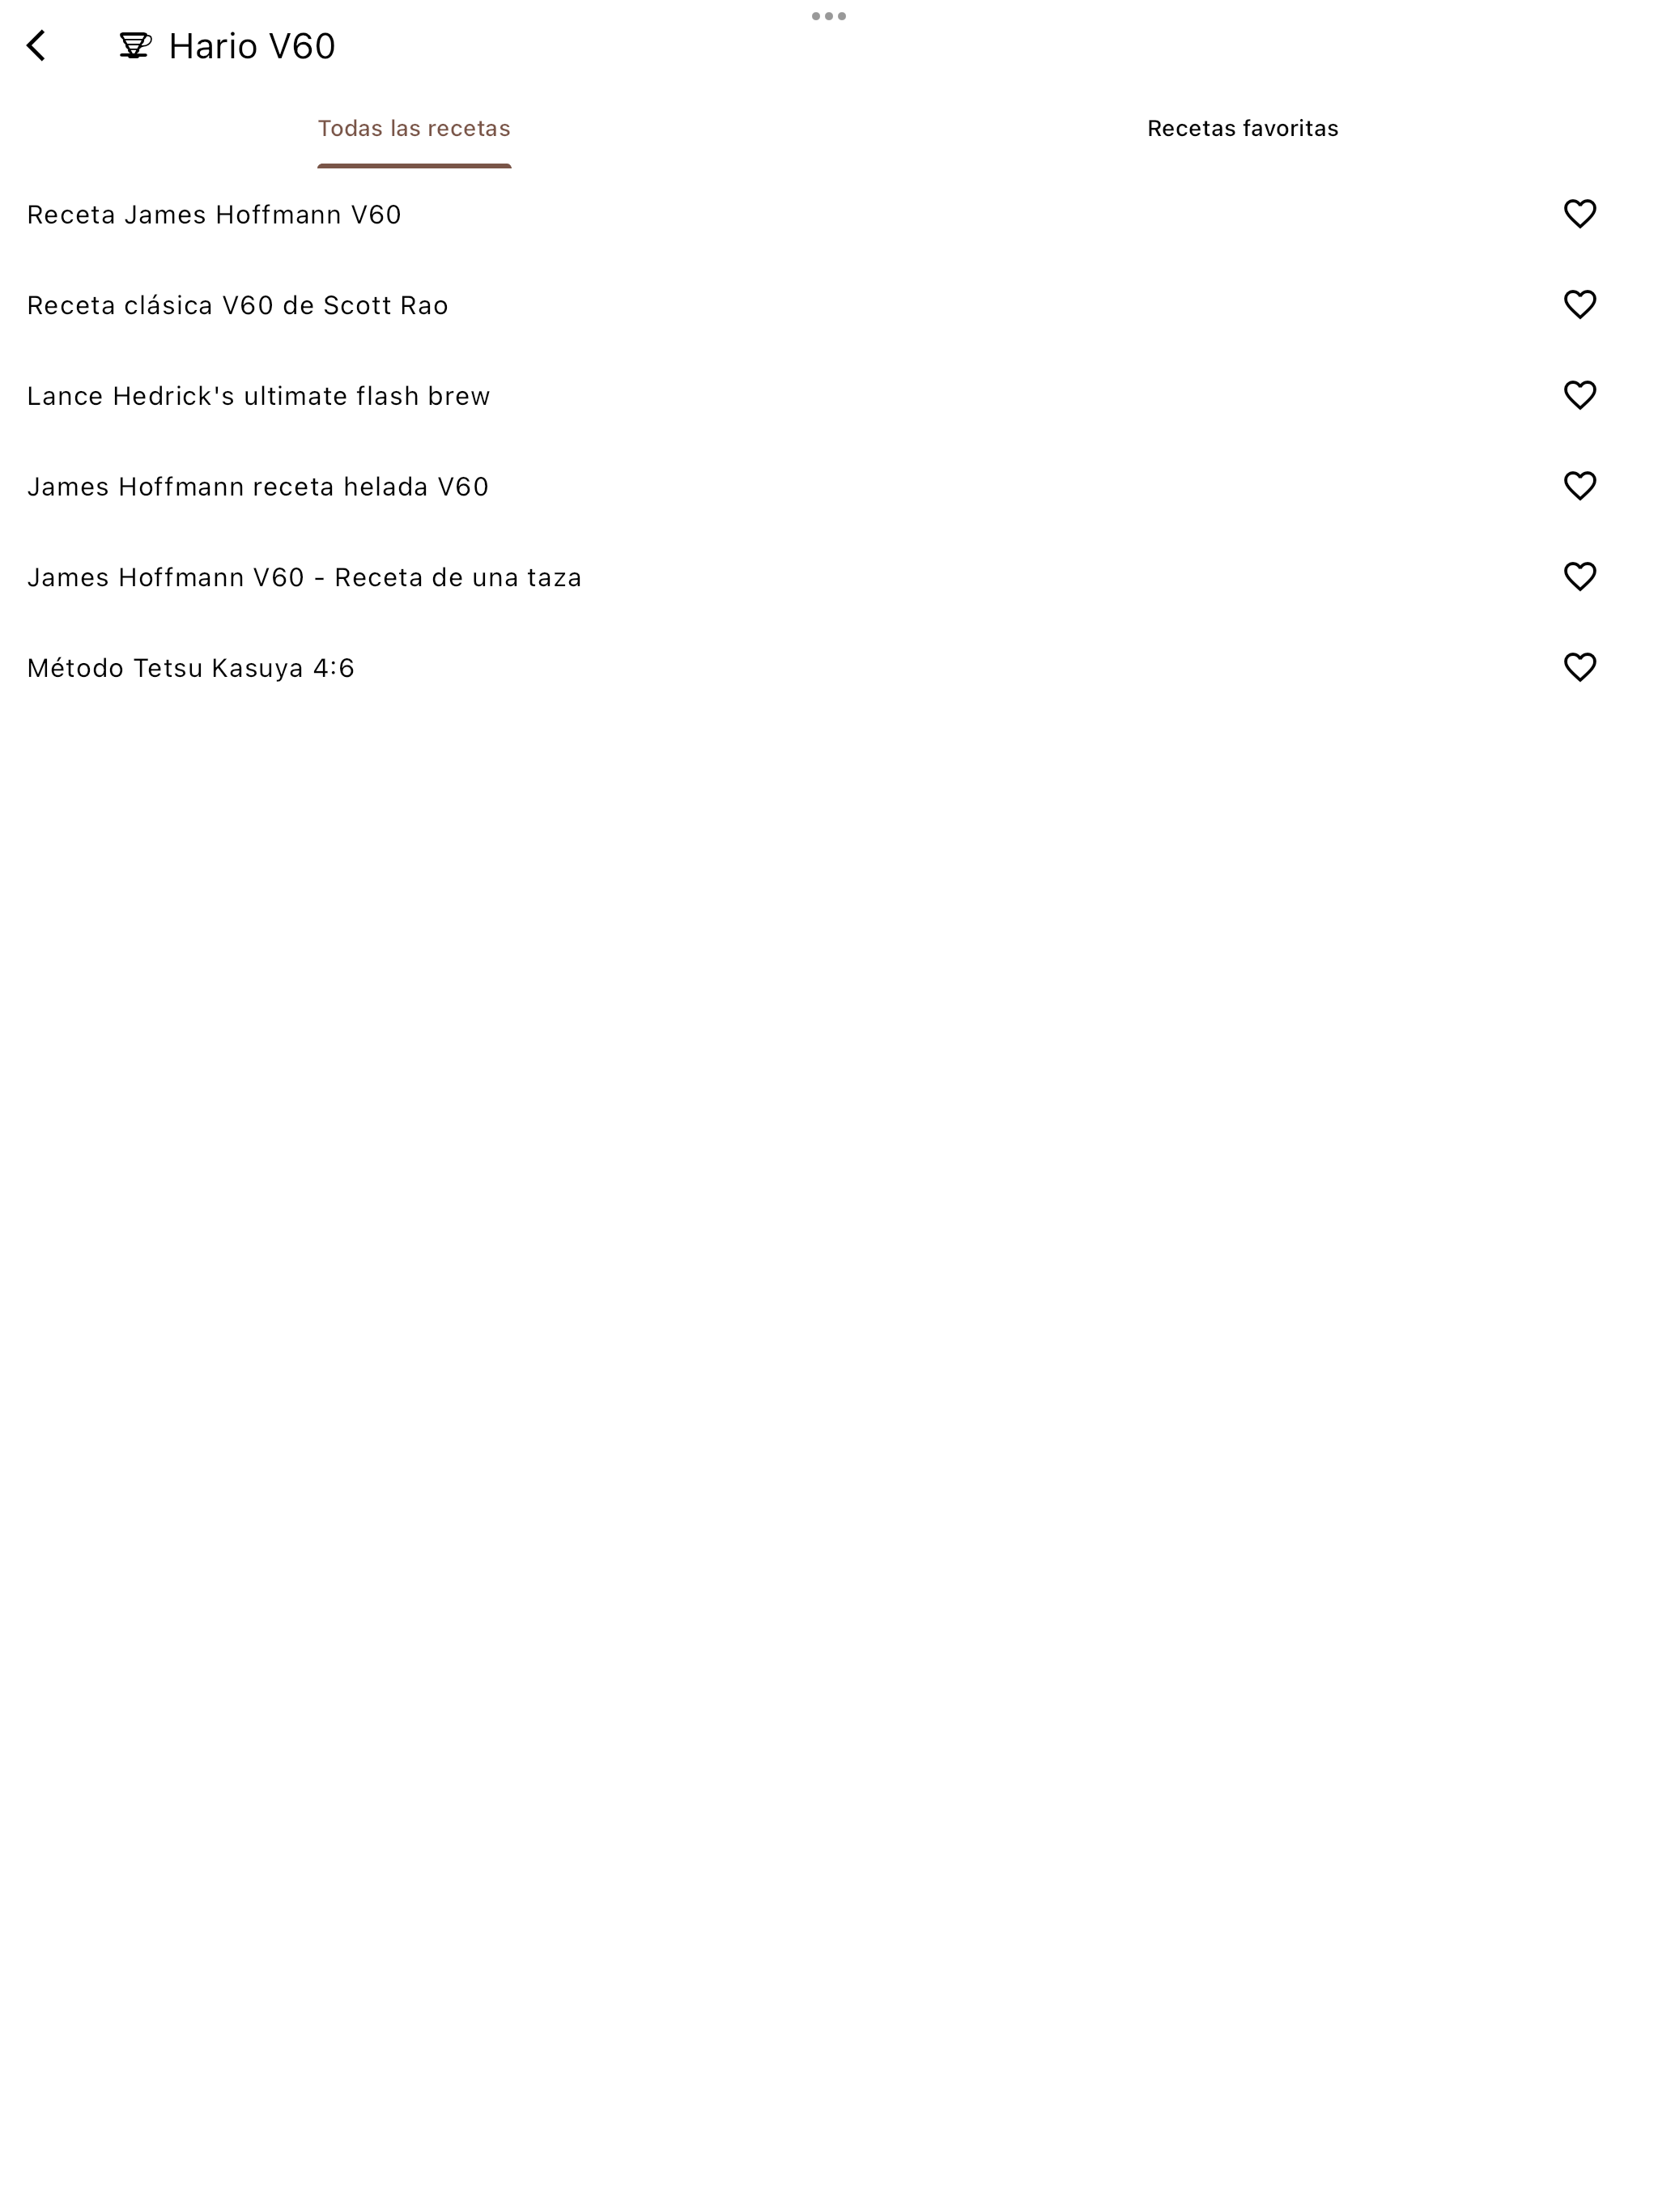 Hario V60
Todas las recetas
Recetas favoritas
Receta James Hoffmann V60
Receta clásica V60 de Scott Rao
Lance Hedrick's ultimate flash brew
James Hoffmann receta helada V60
James Hoffmann V60 - Receta de una taza
Método Tetsu Kasuya 4:6